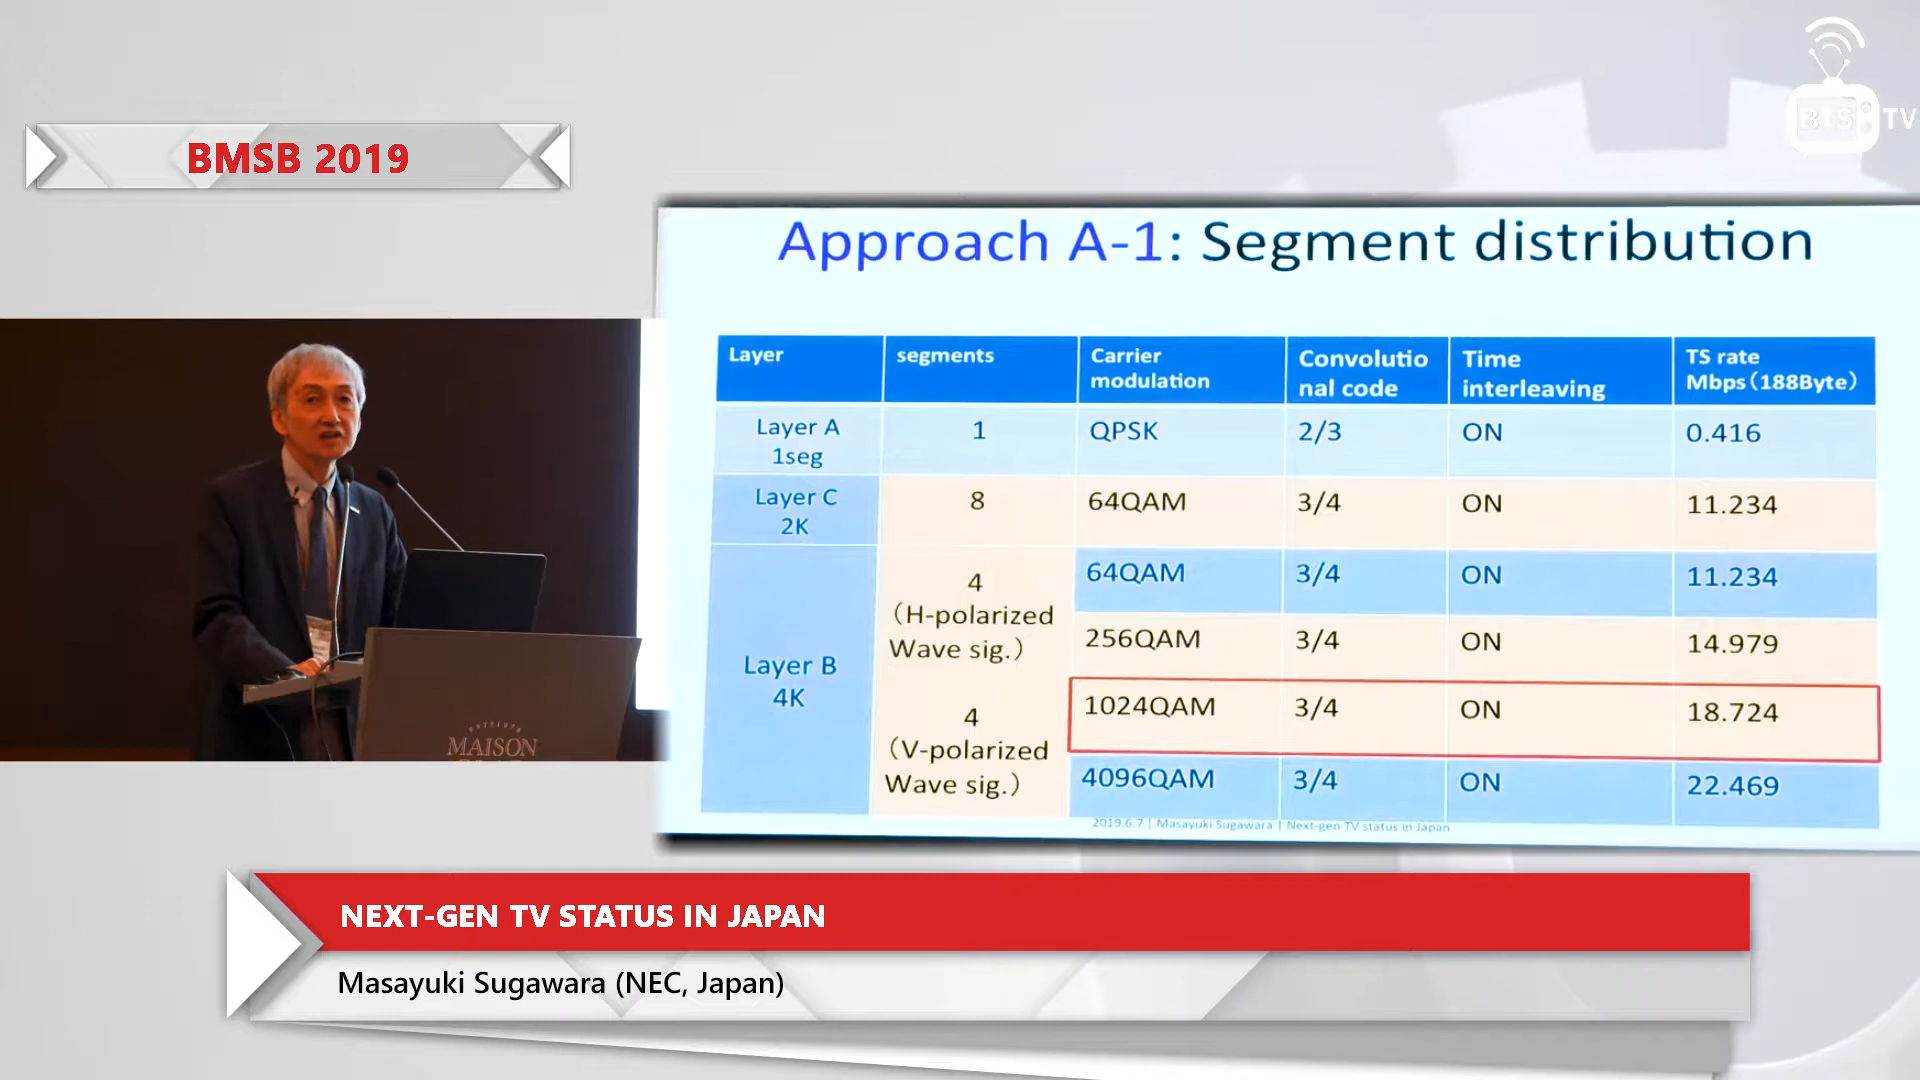 BTS TV
BMSB 2019
Approach A-1: Segment distribution
Layer
segments
Carrier
modulation
Convolutio
nal code
Time
interleaving
TS rate
Mbps(188Byte)
Layer A
1seg
1
QPSK
2/3
ON
0.416
Layer C
2K
8
64QAM
3/4
ON
11.234
Layer B
4K
4
(H-polarized
Wave sig.)
4
(V-polarized
Wave sig.)
64QAM
3/4
ON
11.234
256QAM
3/4
ON
14.979
1024QAM
3/4
ON
18.724
4096QAM
3/4
ON
22.469
2019.6.7 | Masayuki Sugawara | Next-gen TV status in Japan
MAISON
NEXT-GEN TV STATUS IN JAPAN
Masayuki Sugawara (NEC, Japan)